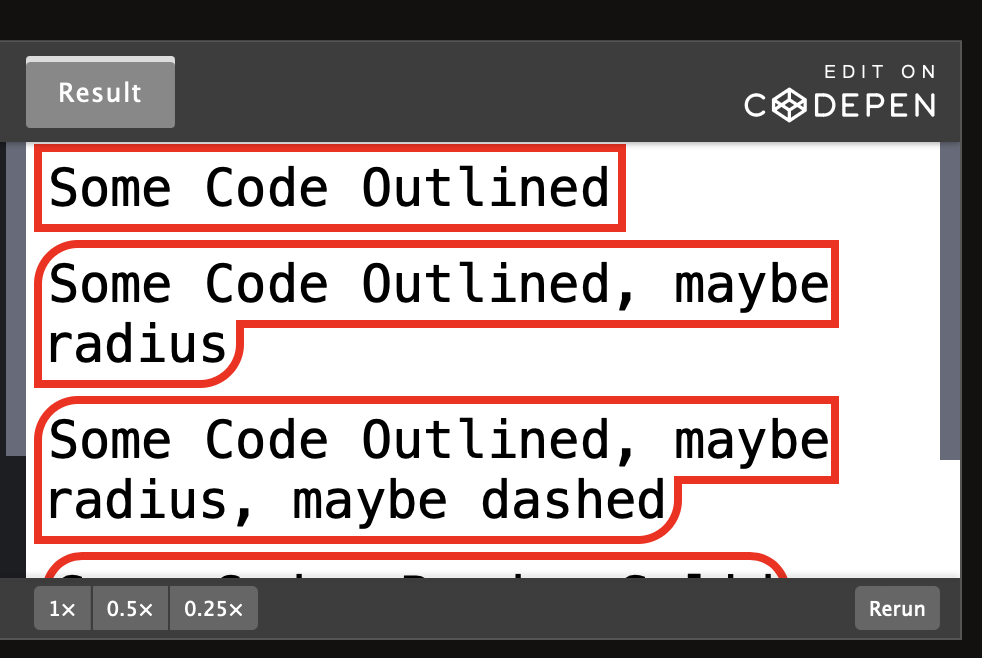 Result
EDIT ON
CODEPEN
Some Code Outlined
Some Code Outlined, maybe
radius
Some Code Outlined, maybe
radius, maybe dashed
1×
0.5×
0.25×
Rerun